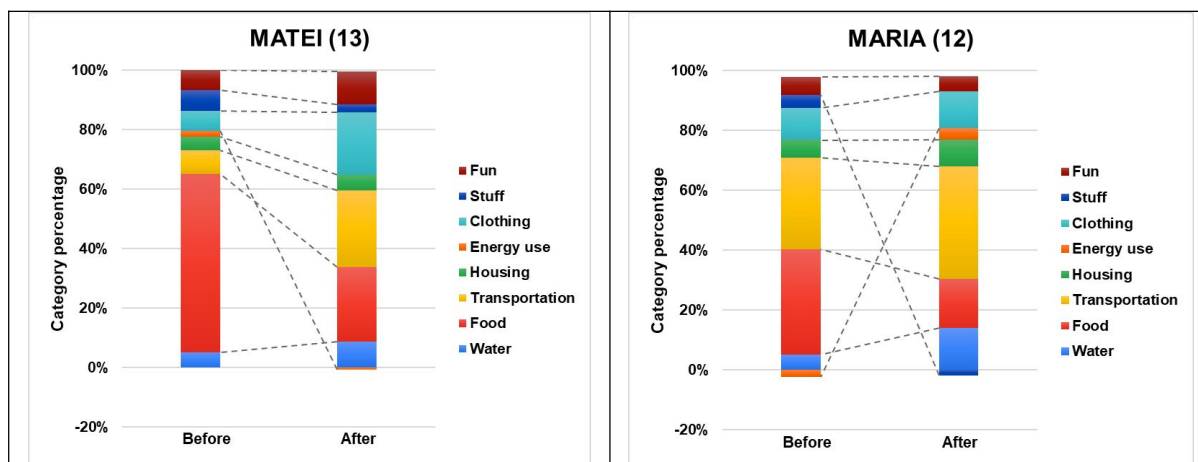 MATEI (13)
Category percentage
100%
80%
60%
40%
20%
0%
-20%
Before
After
Fun
Stuff
Clothing
Energy use
Housing
Transportation
Food
Water
MARIA (12)
Category percentage
100%
80%
60%
40%
20%
0%
-20%
Before
After
Fun
Stuff
Clothing
Energy use
Housing
Transportation
Food
Water